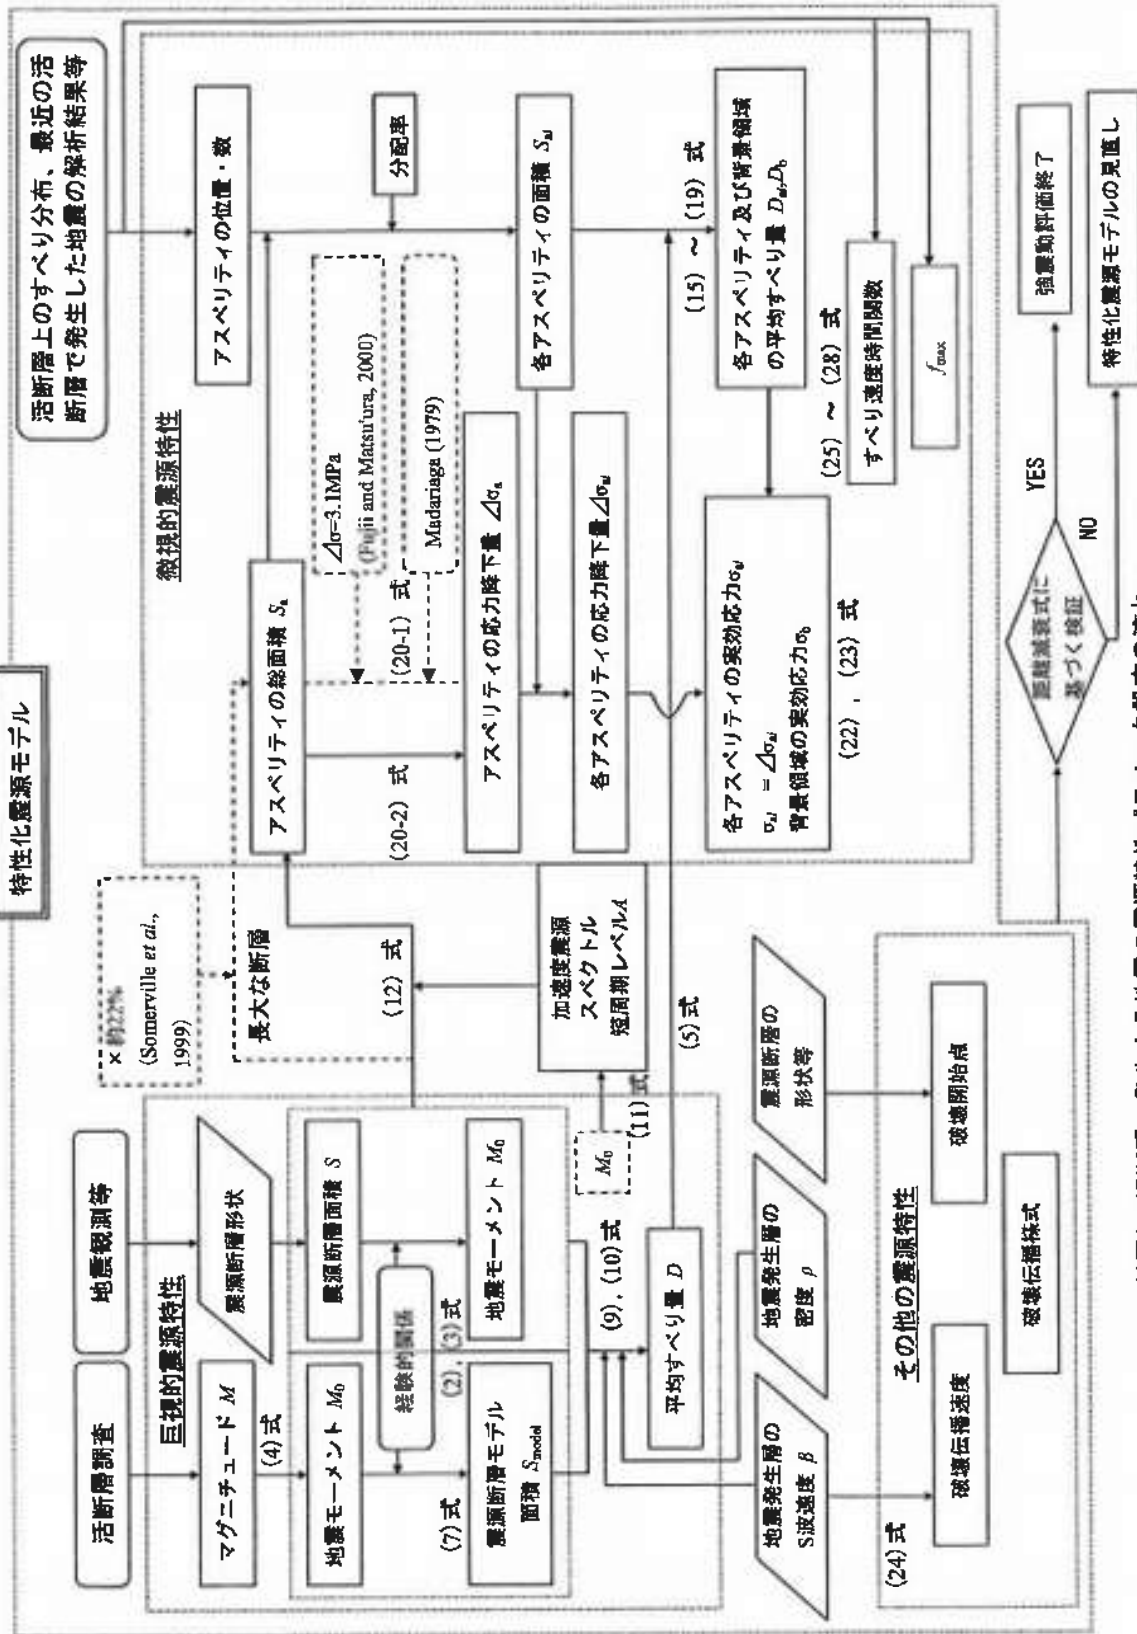 特性化震源モデル
活断層調査
地震観測等
活断層上のすべり分布、最近の活
断層で発生した地震の解析結果等
巨視的震源特性
マグニチュード M
震源断層形状
(4)式
地震モーメント M₀
震源断層面積 S
経験的関係
(2), (3)式
(7)式
震源断層モデル
面積 Smodel
地震モーメント M₀
M₀
(11)式
(9), (10)式
平均すべり量 D
(5)式
× 約22%
(Somerville et al.,
1999)
長大な断層
(12) 式
加速度震源
スペクトル
短周期レベルA
微視的震源特性
アスペリティの総面積 Sa
アスペリティの位置・数
分配率
Δσ=3.1MPa
(Fujii and Matsu'ura, 2000)
Madariaga (1979)
(20-2) 式
(20-1) 式
アスペリティの応力降下量 Δσa
各アスペリティの面積 Sai
各アスペリティの応力降下量 Δσai
(15) ～ (19) 式
各アスペリティの実効応力σai
σai = Δσai
背景領域の実効応力σb
(22), (23) 式
各アスペリティ及び背景領域
の平均すべり量 Dai,Db
(25) ～ (28) 式
すべり速度時間関数
fmax
地震発生層の
S波速度 β
地震発生層の
密度 ρ
震源断層の
形状等
(24)式
その他の震源特性
破壊伝播速度
破壊開始点
破壊伝播様式
距離減衰式に
基づく検証
YES
NO
強震動評価終了
特性化震源モデルの見直し